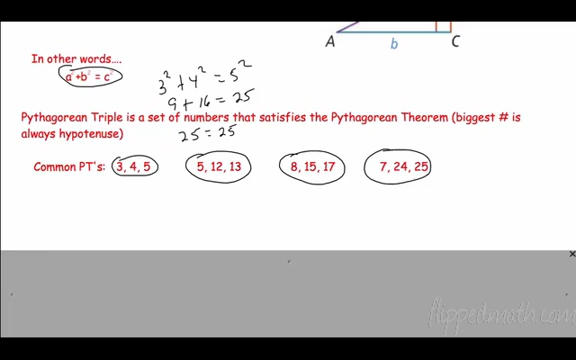 A b C
In other words....
a²+b² = c²
3² + 4² = 5²
9 + 16 = 25
Pythagorean Triple is a set of numbers that satisfies the Pythagorean Theorem (biggest # is
always hypotenuse)
25 = 25
Common PT's: 3, 4, 5 5, 12, 13 8, 15, 17 7, 24, 25
flippedmath.com